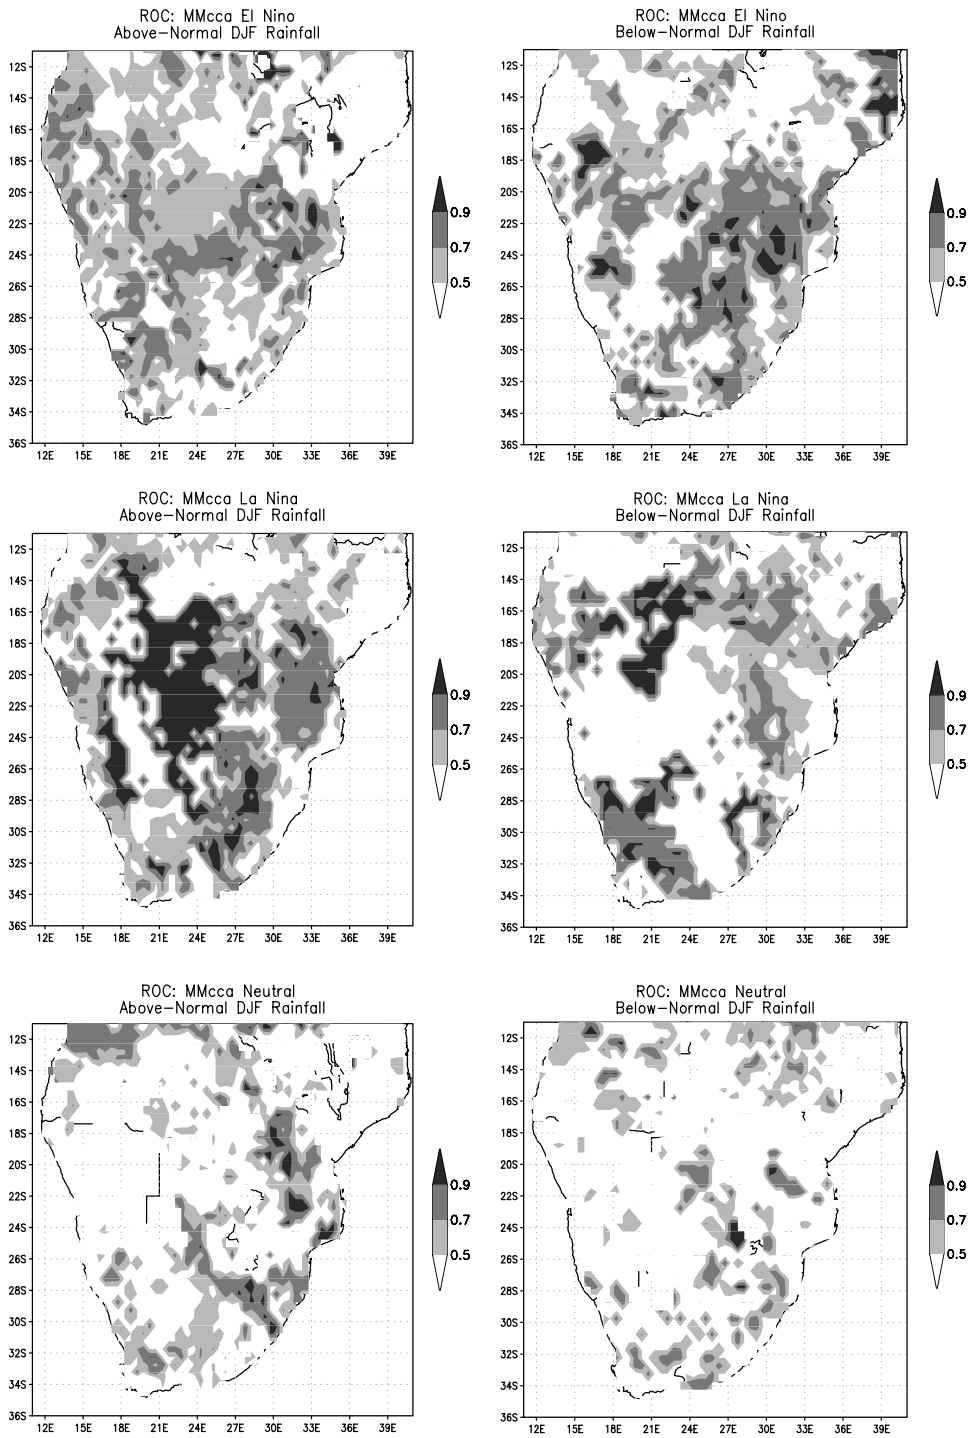 ROC: MMcca El Nino
Above-Normal DJF Rainfall
12S
14S
16S
18S
20S
22S
24S
26S
28S
30S
32S
34S
36S
12E 15E 18E 21E 24E 27E 30E 33E 36E 39E
0.9
0.7
0.5
ROC: MMcca El Nino
Below-Normal DJF Rainfall
12S
14S
16S
18S
20S
22S
24S
26S
28S
30S
32S
34S
36S
12E 15E 18E 21E 24E 27E 30E 33E 36E 39E
0.9
0.7
0.5
ROC: MMcca La Nina
Above-Normal DJF Rainfall
12S
14S
16S
18S
20S
22S
24S
26S
28S
30S
32S
34S
36S
12E 15E 18E 21E 24E 27E 30E 33E 36E 39E
0.9
0.7
0.5
ROC: MMcca La Nina
Below-Normal DJF Rainfall
12S
14S
16S
18S
20S
22S
24S
26S
28S
30S
32S
34S
36S
12E 15E 18E 21E 24E 27E 30E 33E 36E 39E
0.9
0.7
0.5
ROC: MMcca Neutral
Above-Normal DJF Rainfall
12S
14S
16S
18S
20S
22S
24S
26S
28S
30S
32S
34S
36S
12E 15E 18E 21E 24E 27E 30E 33E 36E 39E
0.9
0.7
0.5
ROC: MMcca Neutral
Below-Normal DJF Rainfall
12S
14S
16S
18S
20S
22S
24S
26S
28S
30S
32S
34S
36S
12E 15E 18E 21E 24E 27E 30E 33E 36E 39E
0.9
0.7
0.5